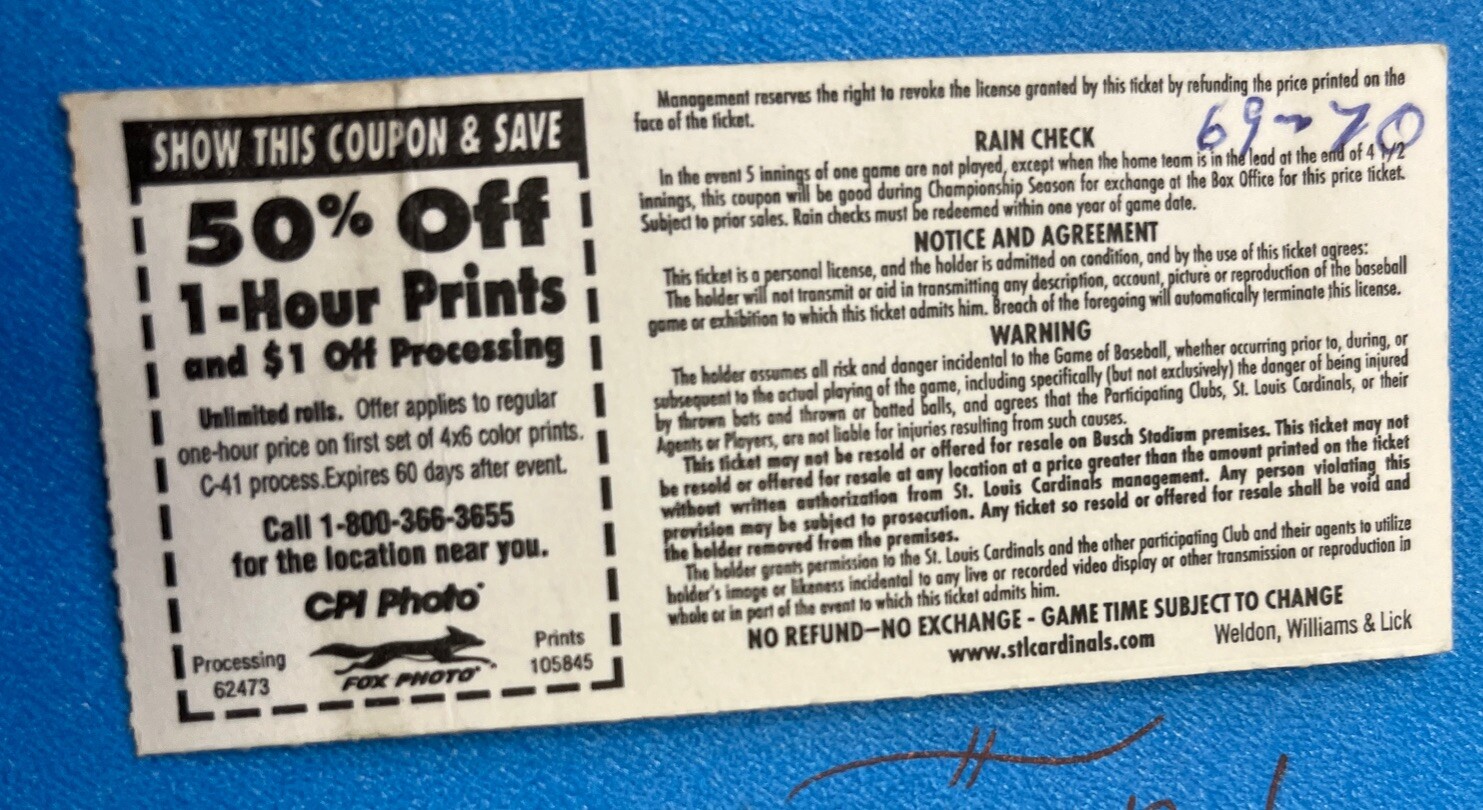 SHOW THIS COUPON & SAVE
50% Off
1-Hour Prints
and $1 Off Processing
Unlimited rolls. Offer applies to regular
one-hour price on first set of 4x6 color prints.
C-41 process.Expires 60 days after event.
Call 1-800-366-3655
for the location near you.
CPI Photo
Processing
62473
FOX PHOTO
Prints
105845
Management reserves the right to revoke the license granted by this ticket by refunding the price printed on the
face of the ticket.
69-70
RAIN CHECK
In the event 5 innings of one game are not played, except when the home team is in the lead at the end of 4 1/2
innings, this coupon will be good during Championship Season for exchange at the Box Office for this price ticket.
Subject to prior sales. Rain checks must be redeemed within one year of game date.
NOTICE AND AGREEMENT
This ticket is a personal license, and the holder is admitted on condition, and by the use of this ticket agrees:
The holder will not transmit or aid in transmitting any description, account, picture or reproduction of the baseball
game or exhibition to which this ticket admits him. Breach of the foregoing will automatically terminate this license.
WARNING
The holder assumes all risk and danger incidental to the Game of Baseball, whether occurring prior to, during, or
subsequent to the actual playing of the game, including specifically (but not exclusively) the danger of being injured
by thrown bats and thrown or batted balls, and agrees that the Participating Clubs, St. Louis Cardinals, or their
Agents or Players, are not liable for injuries resulting from such causes.
This ticket may not be resold or offered for resale on Busch Stadium premises. This ticket may not
be resold or offered for resale at any location at a price greater than the amount printed on the ticket
without written authorization from St. Louis Cardinals management. Any person violating this
provision may be subject to prosecution. Any ticket so resold or offered for resale shall be void and
the holder removed from the premises.
The holder grants permission to the St. Louis Cardinals and the other participating Club and their agents to utilize
holder's image or likeness incidental to any live or recorded video display or other transmission or reproduction in
whole or in part of the event to which this ticket admits him.
NO REFUND—NO EXCHANGE - GAME TIME SUBJECT TO CHANGE
www.stlcardinals.com
Weldon, Williams & Lick